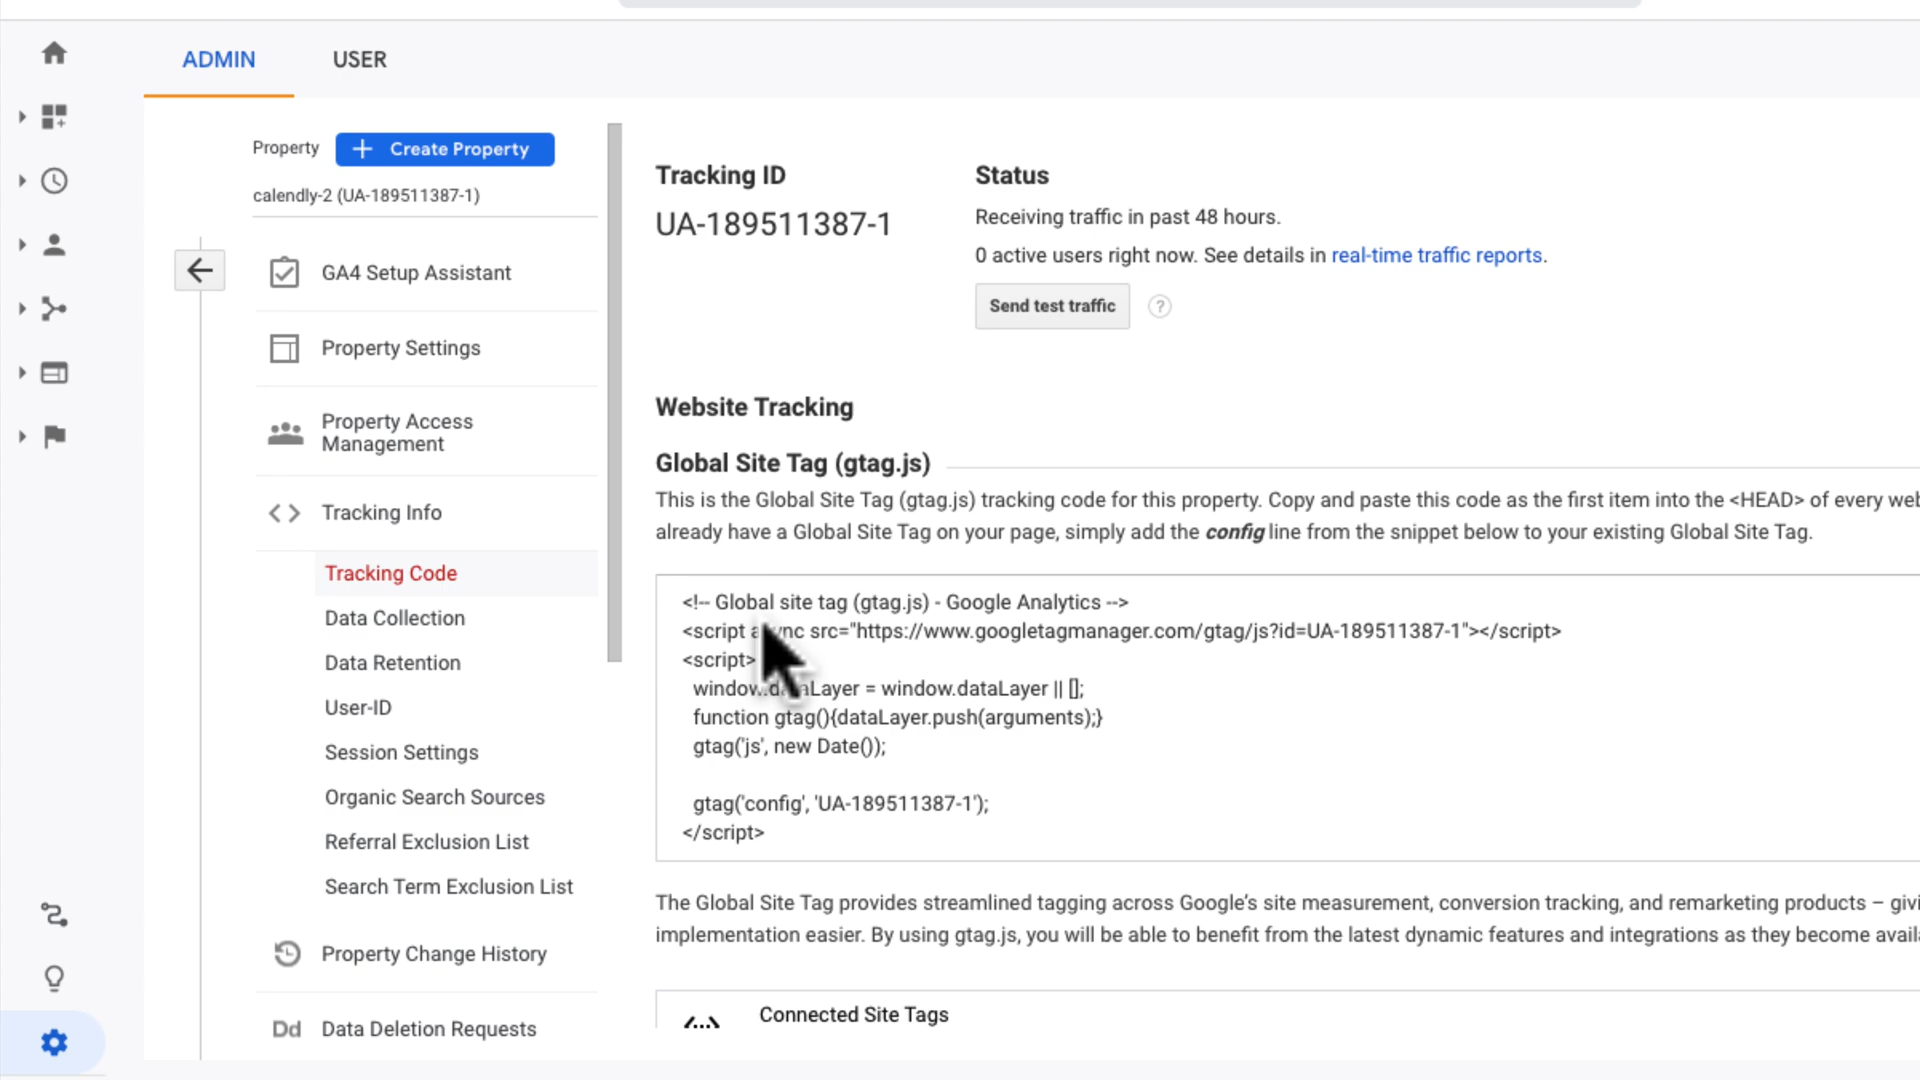 ADMIN
USER
Property
Create Property
calendly-2 (UA-189511387-1)
GA4 Setup Assistant
Property Settings
Property Access
Management
Tracking Info
Tracking Code
Data Collection
Data Retention
User-ID
Session Settings
Organic Search Sources
Referral Exclusion List
Search Term Exclusion List
Property Change History
Dd Data Deletion Requests
Tracking ID
UA-189511387-1
Status
Receiving traffic in past 48 hours.
0 active users right now. See details in real-time traffic reports.
Send test traffic ?
Website Tracking
Global Site Tag (gtag.js)
This is the Global Site Tag (gtag.js) tracking code for this property. Copy and paste this code as the first item into the <HEAD> of every
already have a Global Site Tag on your page, simply add the config line from the snippet below to your existing Global Site Tag.
<!-- Global site tag (gtag.js) - Google Analytics -->
<script async src="https://www.googletagmanager.com/gtag/js?id=UA-189511387-1"></script>
<script>
window.dataLayer = window.dataLayer || [];
function gtag(){dataLayer.push(arguments);}
gtag('js', new Date());
gtag('config', 'UA-189511387-1');
</script>
The Global Site Tag provides streamlined tagging across Google's site measurement, conversion tracking, and remarketing products –
implementation easier. By using gtag.js, you will be able to benefit from the latest dynamic features and integrations as they become
Connected Site Tags